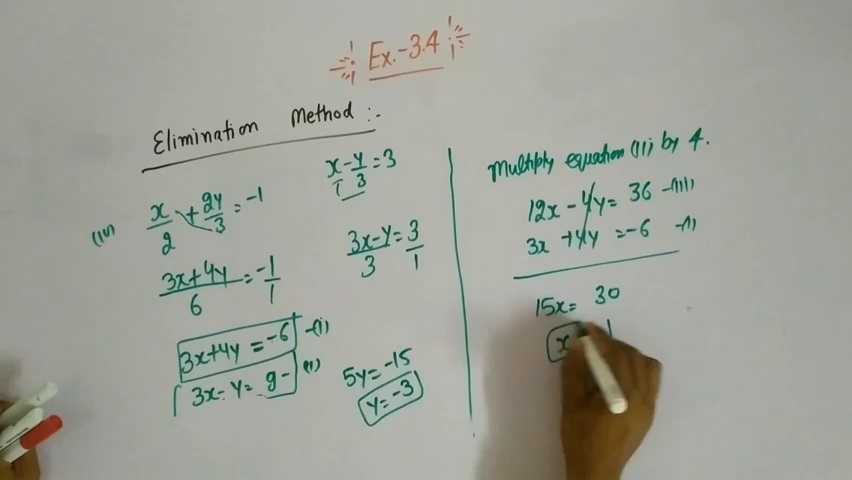 Ex.-3.4
Elimination Method :-
(iv) x/2 + 2y/3 = -1
x/1 - y/3 = 3
3x+4y/6 = -1/1
3x-y/3 = 3/1
3x+4y = -6 -(i)
3x - y = 9 - (ii)
5y = -15
y = -3
Multiply equation (ii) by 4.
12x - 4y = 36 -(iii)
3x + 4y = -6 -(i)
15x = 30
x